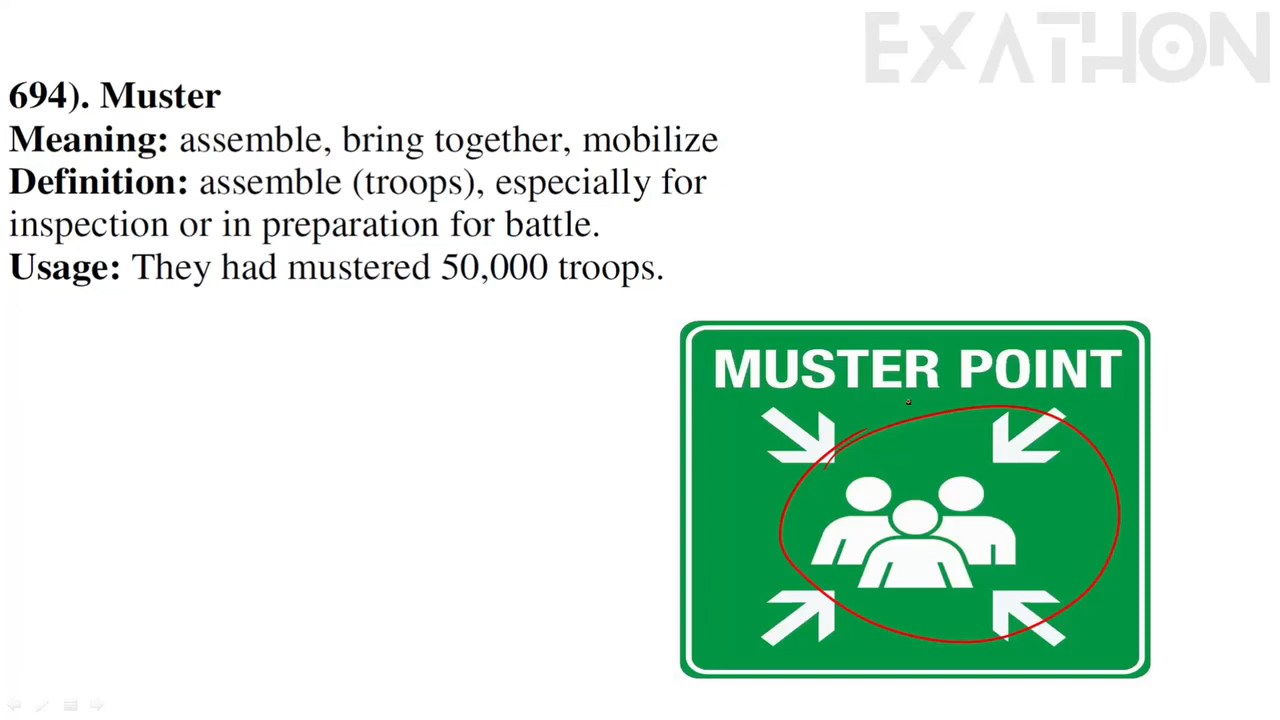 EXATHON
694). Muster
Meaning: assemble, bring together, mobilize
Definition: assemble (troops), especially for
inspection or in preparation for battle.
Usage: They had mustered 50,000 troops.
MUSTER POINT